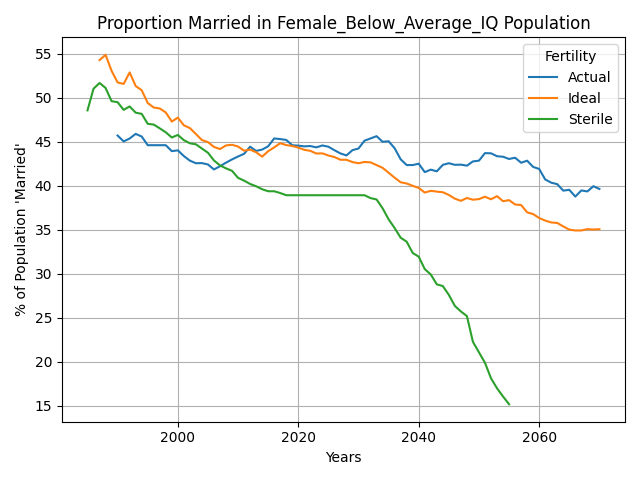 Proportion Married in Female_Below_Average_IQ Population
% of Population 'Married'
55
50
45
40
35
30
25
20
15
Fertility
Actual
Ideal
Sterile
2000
2020
2040
2060
Years